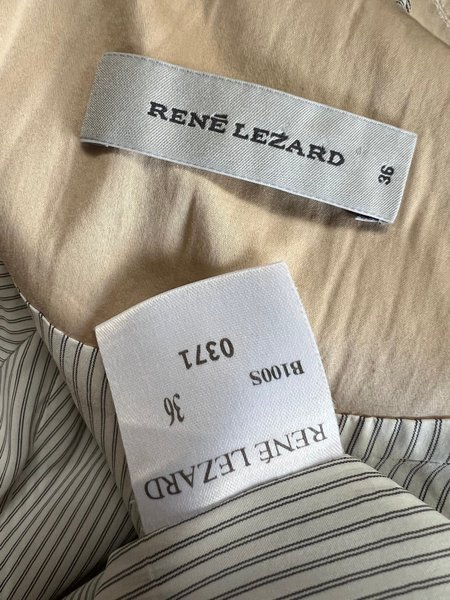 RENÉ LEZARD
36
RENÉ LEZARD
36 B100S
0371